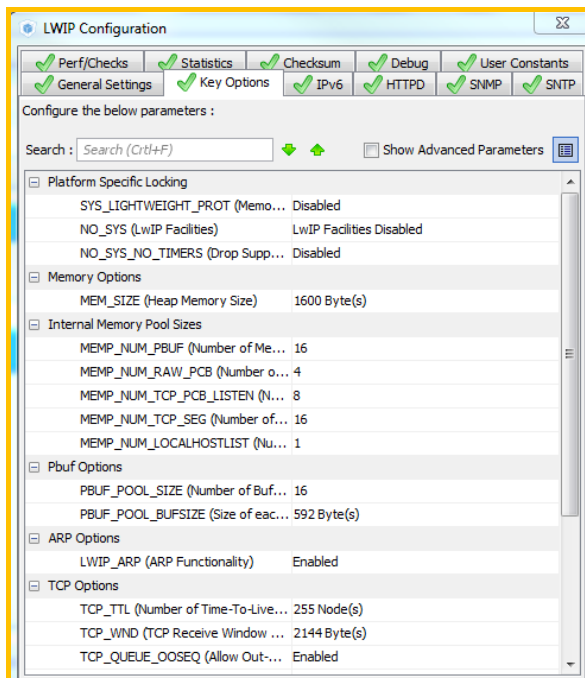 LWIP Configuration
Perf/Checks Statistics Checksum Debug User Constants
General Settings Key Options IPv6 HTTPD SNMP SNTP
Configure the below parameters :
Search : Search (Crtl+F) Show Advanced Parameters
Platform Specific Locking
SYS_LIGHTWEIGHT_PROT (Memo... Disabled
NO_SYS (LwIP Facilities) LwIP Facilities Disabled
NO_SYS_NO_TIMERS (Drop Supp... Disabled
Memory Options
MEM_SIZE (Heap Memory Size) 1600 Byte(s)
Internal Memory Pool Sizes
MEMP_NUM_PBUF (Number of Me... 16
MEMP_NUM_RAW_PCB (Number o... 4
MEMP_NUM_TCP_PCB_LISTEN (N... 8
MEMP_NUM_TCP_SEG (Number of... 16
MEMP_NUM_LOCALHOSTLIST (Nu... 1
Pbuf Options
PBUF_POOL_SIZE (Number of Buf... 16
PBUF_POOL_BUFSIZE (Size of eac... 592 Byte(s)
ARP Options
LWIP_ARP (ARP Functionality) Enabled
TCP Options
TCP_TTL (Number of Time-To-Live... 255 Node(s)
TCP_WND (TCP Receive Window ... 2144 Byte(s)
TCP_QUEUE_OOSEQ (Allow Out-... Enabled